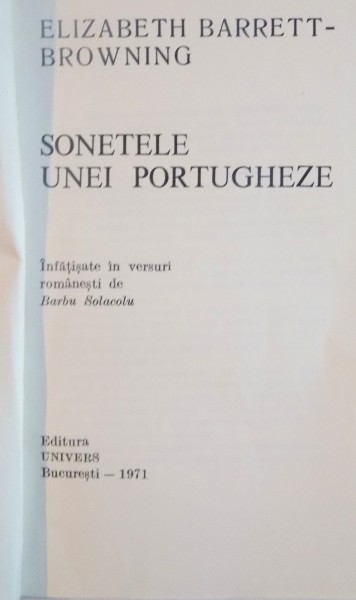 ELIZABETH BARRETT-
BROWNING
SONETELE
UNEI PORTUGHEZE
Înfățișate în versuri
românești de
Barbu Solacolu
Editura
UNIVERS
București — 1971